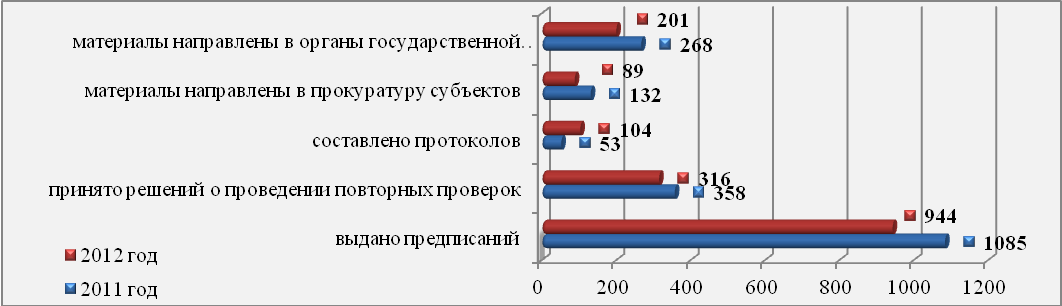 материалы направлены в органы государственной..
201
268
материалы направлены в прокуратуру субъектов
89
132
составлено протоколов
104
53
принято решений о проведении повторных проверок
316
358
выдано предписаний
944
1085
2012 год
2011 год
0 200 400 600 800 1000 1200